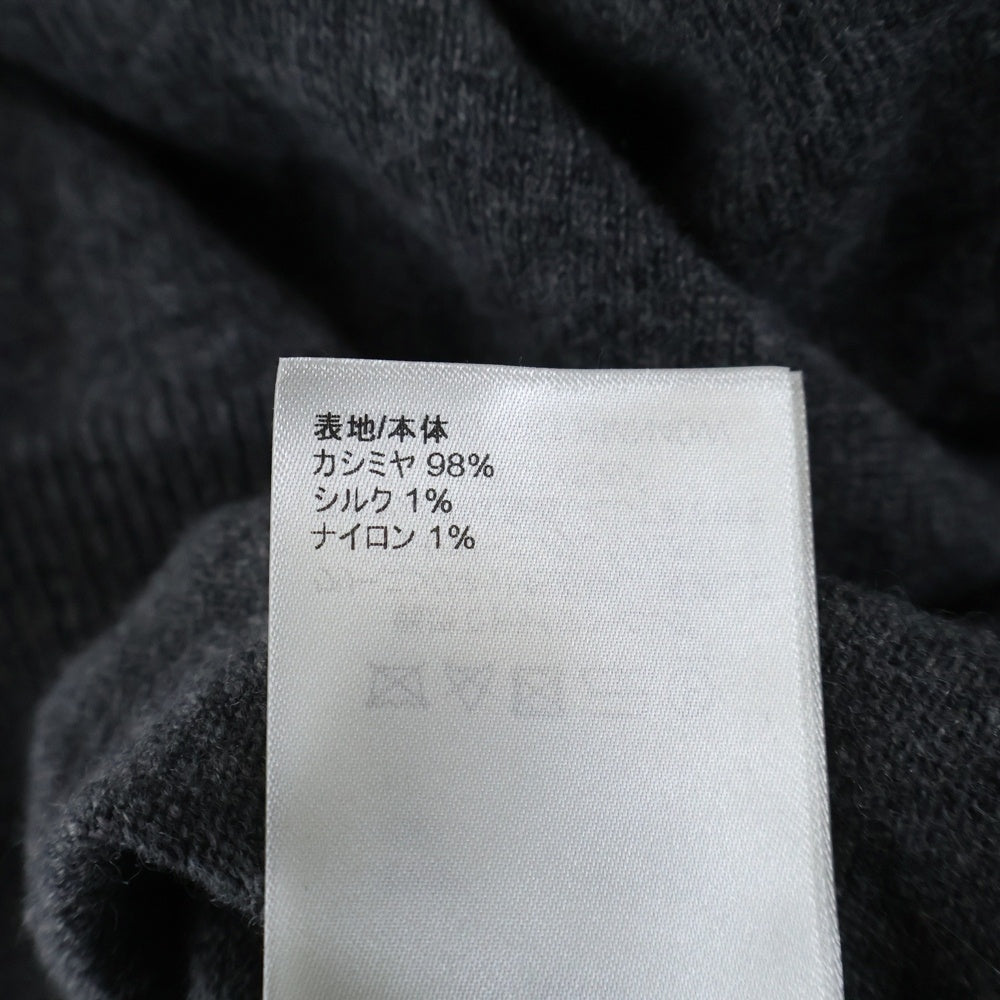 表地/本体
カシミヤ 98%
シルク 1%
ナイロン 1%